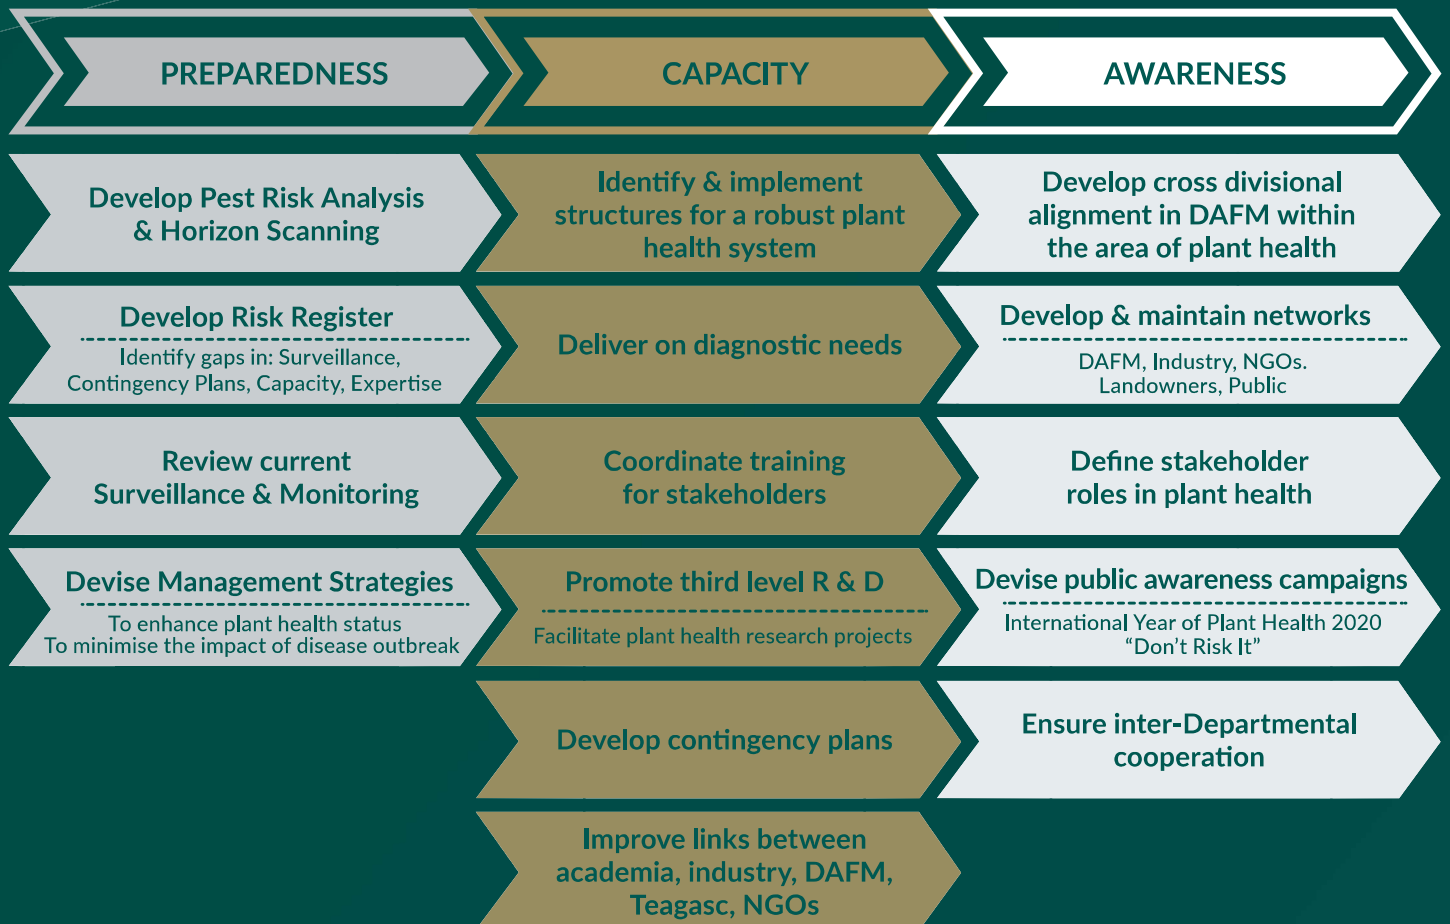 PREPAREDNESS
CAPACITY
AWARENESS
Develop Pest Risk Analysis
& Horizon Scanning
Identify & implement
structures for a robust plant
health system
Develop cross divisional
alignment in DAFM within
the area of plant health
Develop Risk Register
Identify gaps in: Surveillance,
Contingency Plans, Capacity, Expertise
Deliver on diagnostic needs
Develop & maintain networks
DAFM, Industry, NGOs.
Landowners, Public
Review current
Surveillance & Monitoring
Coordinate training
for stakeholders
Define stakeholder
roles in plant health
Devise Management Strategies
To enhance plant health status
To minimise the impact of disease outbreak
Promote third level R & D
Facilitate plant health research projects
Devise public awareness campaigns
International Year of Plant Health 2020
“Don’t Risk It”
Develop contingency plans
Ensure inter-Departmental
cooperation
Improve links between
academia, industry, DAFM,
Teagasc, NGOs